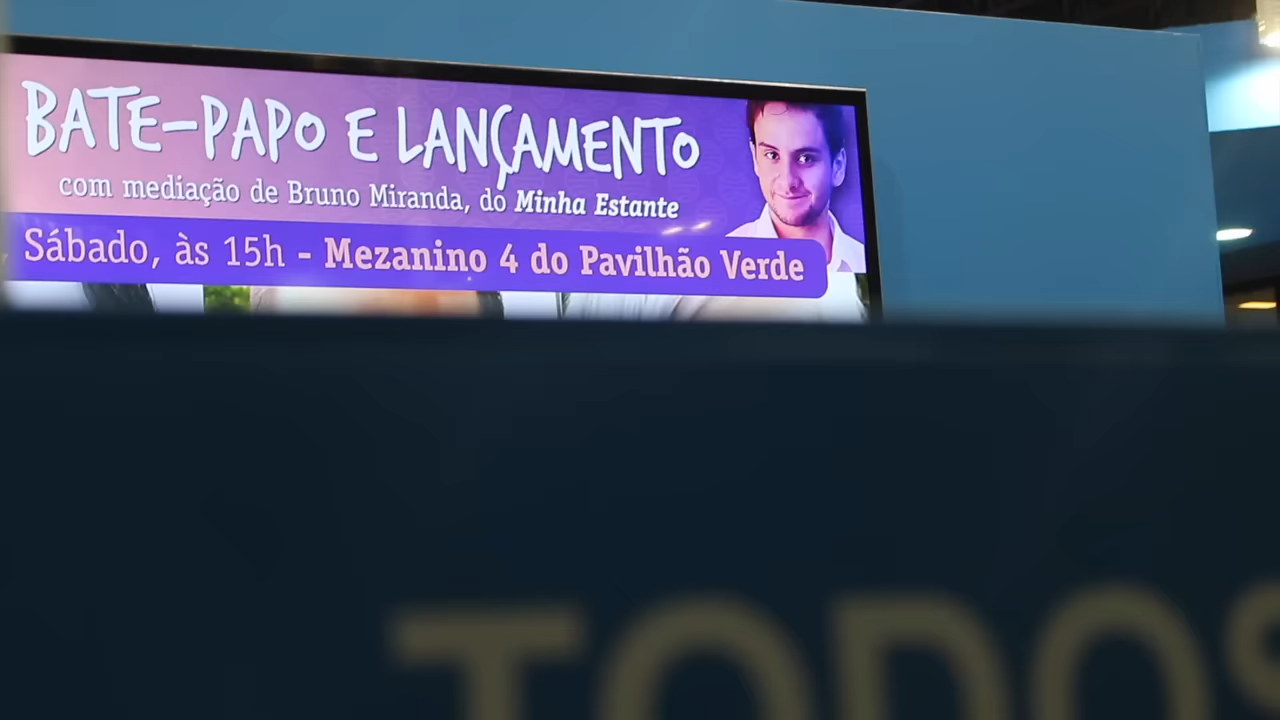 BATE-PAPO E LANÇAMENTO
com mediação de Bruno Miranda, do Minha Estante
Sábado, às 15h - Mezanino 4 do Pavilhão Verde
TODOS